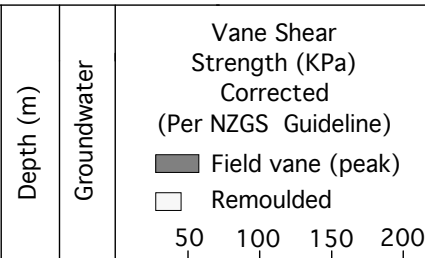 Depth (m)
Groundwater
Vane Shear
Strength (KPa)
Corrected
(Per NZGS Guideline)
Field vane (peak)
Remoulded
50 100 150 200